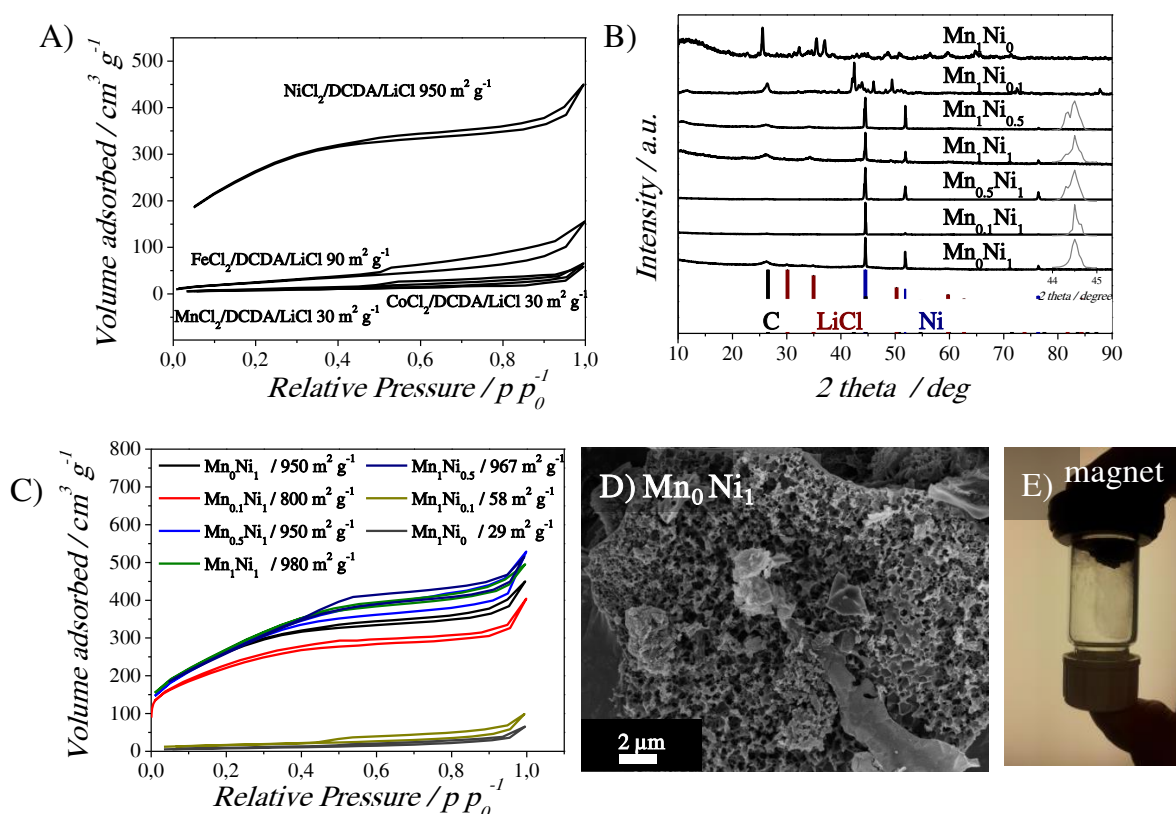 A)
Volume adsorbed / cm³ g⁻¹
500
450
400
350
300
250
200
150
100
50
0
NiCl₂/DCDA/LiCl 950 m² g⁻¹
FeCl₂/DCDA/LiCl 90 m² g⁻¹
CoCl₂/DCDA/LiCl 30 m² g⁻¹
MnCl₂/DCDA/LiCl 30 m² g⁻¹
0,0 0,2 0,4 0,6 0,8 1,0
Relative Pressure / p p₀⁻¹
B)
Intensity / a.u.
Mn₁Ni₀
Mn₁Ni₀.₁
Mn₁Ni₀.₅
Mn₁Ni₁
Mn₀.₅Ni₁
Mn₀.₁Ni₁
Mn₀Ni₁
44 45
2 theta / degree
C LiCl Ni
10 20 30 40 50 60 70 80 90
2 theta / deg
C)
Volume adsorbed / cm³ g⁻¹
800
700
600
500
400
300
200
100
0
Mn₀Ni₁ / 950 m² g⁻¹ Mn₁Ni₀.₅ / 967 m² g⁻¹
Mn₀.₁Ni₁ / 800 m² g⁻¹ Mn₁Ni₀.₁ / 58 m² g⁻¹
Mn₀.₅Ni₁ / 950 m² g⁻¹ Mn₁Ni₀ / 29 m² g⁻¹
Mn₁Ni₁ / 980 m² g⁻¹
0,0 0,2 0,4 0,6 0,8 1,0
Relative Pressure / p p₀⁻¹
D) Mn₀ Ni₁
2 µm
E) magnet